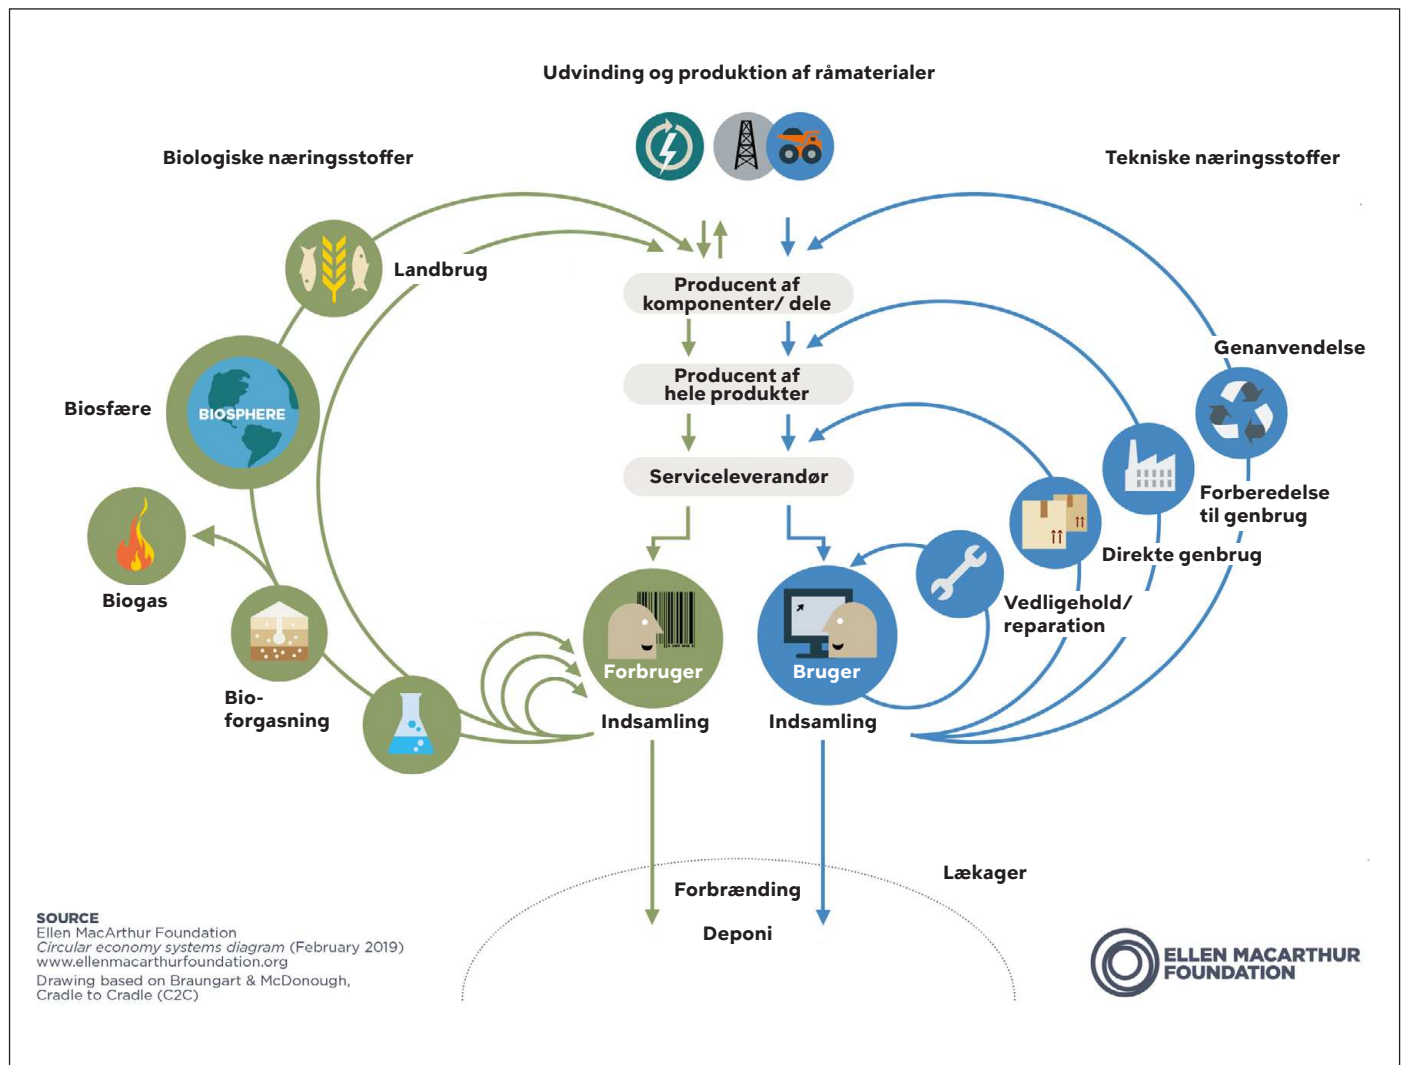 Udvinding og produktion af råmaterialer
Biologiske næringsstoffer
Tekniske næringsstoffer
Landbrug
Producent af
komponenter/ dele
Genanvendelse
Producent af
hele produkter
Biosfære
BIOSPHERE
Serviceleverandør
Forberedelse
til genbrug
Direkte genbrug
Biogas
Vedligehold/
reparation
Forbruger
Bruger
Bio-
forgasning
Indsamling
Indsamling
Lækager
Forbrænding
Deponi
SOURCE
Ellen MacArthur Foundation
Circular economy systems diagram (February 2019)
www.ellenmacarthurfoundation.org
Drawing based on Braungart & McDonough,
Cradle to Cradle (C2C)
ELLEN MACARTHUR
FOUNDATION